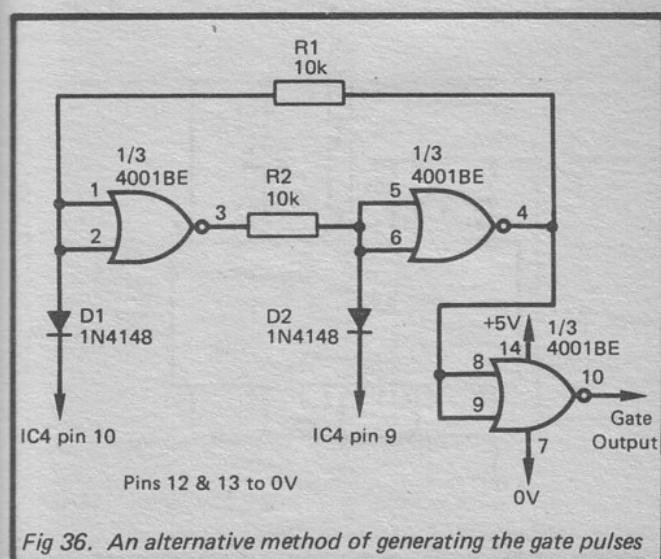 R1
10k
1/3
4001BE
1
2
3
R2
10k
1/3
4001BE
5
6
4
D1
1N4148
D2
1N4148
+5V
1/3
4001BE
14
8
9
10
7
Gate
Output
0V
IC4 pin 10
IC4 pin 9
Pins 12 & 13 to 0V
Fig 36. An alternative method of generating the gate pulses